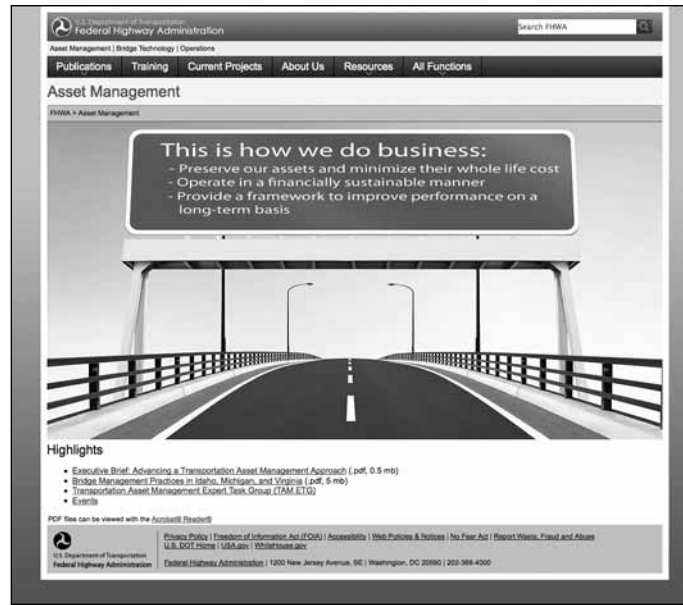 U.S. Department of Transportation
Federal Highway Administration
Search FHWA
Asset Management | Bridge Technology | Operations
Publications Training Current Projects About Us Resources All Functions
Asset Management
FHWA > Asset Management
This is how we do business:
- Preserve our assets and minimize their whole life cost
- Operate in a financially sustainable manner
- Provide a framework to improve performance on a
long-term basis
Highlights
• Executive Brief: Advancing a Transportation Asset Management Approach (.pdf, 0.5 mb)
• Bridge Management Practices in Idaho, Michigan, and Virginia (.pdf, 5 mb)
• Transportation Asset Management Expert Task Group (TAM ETG)
• Events
PDF files can be viewed with the Acrobat® Reader®
Privacy Policy | Freedom of Information Act (FOIA) | Accessibility | Web Policies & Notices | No Fear Act | Report Waste, Fraud and Abuse
U.S. DOT Home | USA.gov | WhiteHouse.gov
U.S. Department of Transportation
Federal Highway Administration
Federal Highway Administration | 1200 New Jersey Avenue, SE | Washington, DC 20590 | 202-366-4000